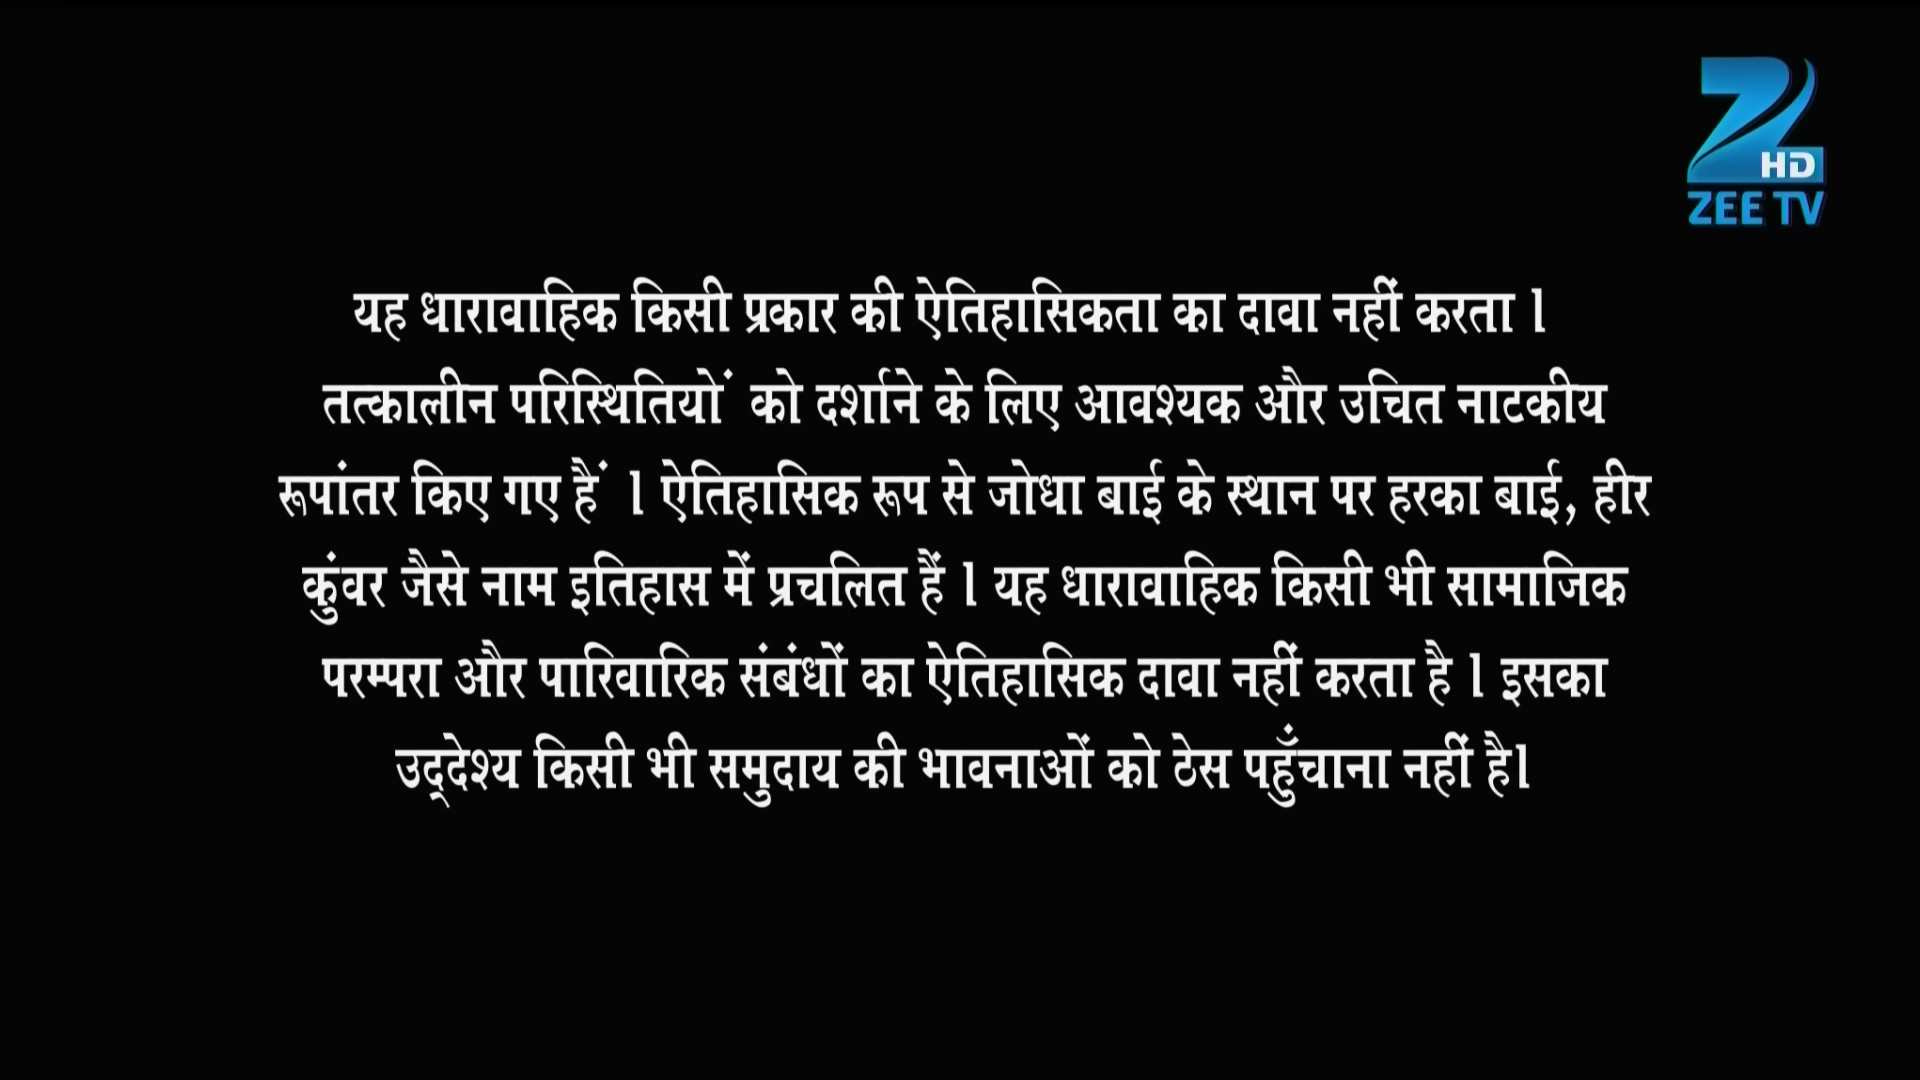 HD
ZEE TV
यह धारावाहिक किसी प्रकार की ऐतिहासिकता का दावा नहीं करता ।
तत्कालीन परिस्थितियों को दर्शाने के लिए आवश्यक और उचित नाटकीय
रूपांतर किए गए हैं । ऐतिहासिक रूप से जोधा बाई के स्थान पर हरका बाई, हीर
कुंवर जैसे नाम इतिहास में प्रचलित हैं । यह धारावाहिक किसी भी सामाजिक
परम्परा और पारिवारिक संबंधों का ऐतिहासिक दावा नहीं करता है । इसका
उद्देश्य किसी भी समुदाय की भावनाओं को ठेस पहुँचाना नहीं है।